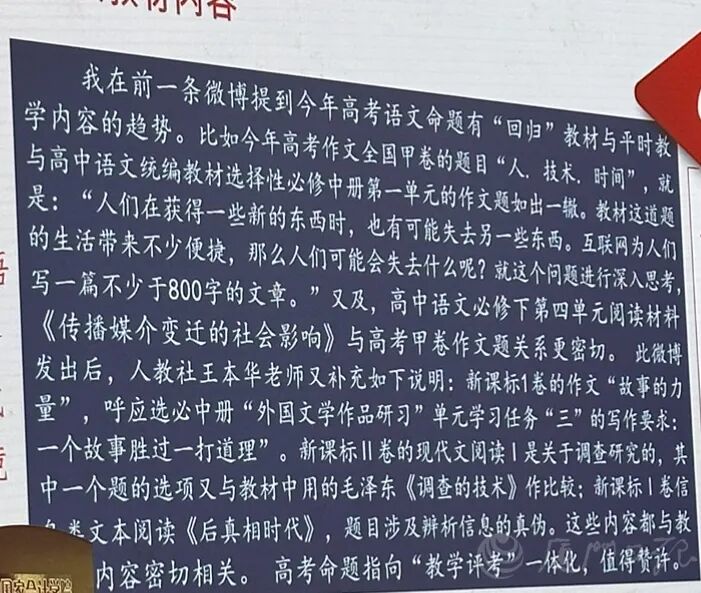 教材内容
我在前一条微博提到今年高考语文命题有“回归”教材与平时教
学内容的趋势。比如今年高考作文全国甲卷的题目“人．技术．时间”，就
与高中语文统编教材选择性必修中册第一单元的作文题如出一辙。教材这道题
是：“人们在获得一些新的东西时，也有可能失去另一些东西。互联网为人们
的生活带来不少便捷，那么人们可能会失去什么呢？就这个问题进行深入思考，
写一篇不少于800字的文章。”又及，高中语文必修下第四单元阅读材料
《传播媒介变迁的社会影响》与高考甲卷作文题关系更密切。 此微博
发出后，人教社王本华老师又补充如下说明：新课标1卷的作文“故事的力
量”，呼应选必中册“外国文学作品研习”单元学习任务“三”的写作要求：
一个故事胜过一打道理”。新课标II卷的现代文阅读I是关于调查研究的，其
中一个题的选项又与教材中用的毛泽东《调查的技术》作比较；新课标I卷信
类文本阅读《后真相时代》，题目涉及辨析信息的真伪。这些内容都与教
内容密切相关。 高考命题指向“教学评考”一体化，值得赞许。